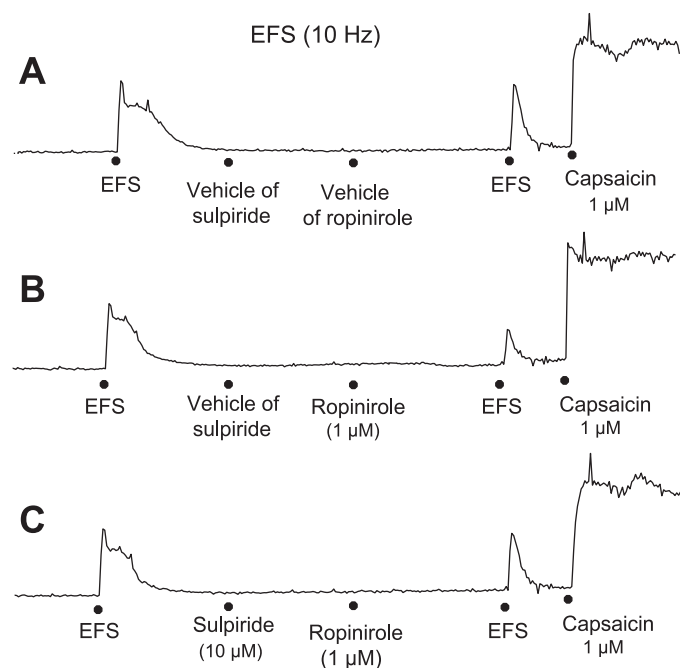 EFS (10 Hz)
A
EFS
Vehicle of
sulpiride
Vehicle
of ropinirole
EFS
Capsaicin
1 µM
B
EFS
Vehicle of
sulpiride
Ropinirole
(1 µM)
EFS
Capsaicin
1 µM
C
EFS
Sulpiride
(10 µM)
Ropinirole
(1 µM)
EFS
Capsaicin
1 µM